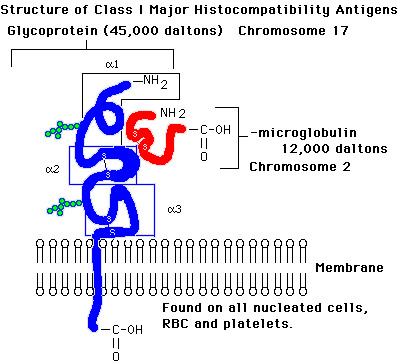 Structure of Class I Major Histocompatibility Antigens
Glycoprotein (45,000 daltons) Chromosome 17
α1
NH2
NH2
C-OH
O
-microglobulin
12,000 daltons
Chromosome 2
S
S
α2
S
S
α3
S
S
Membrane
Found on all nucleated cells,
RBC and platelets.
C-OH
O